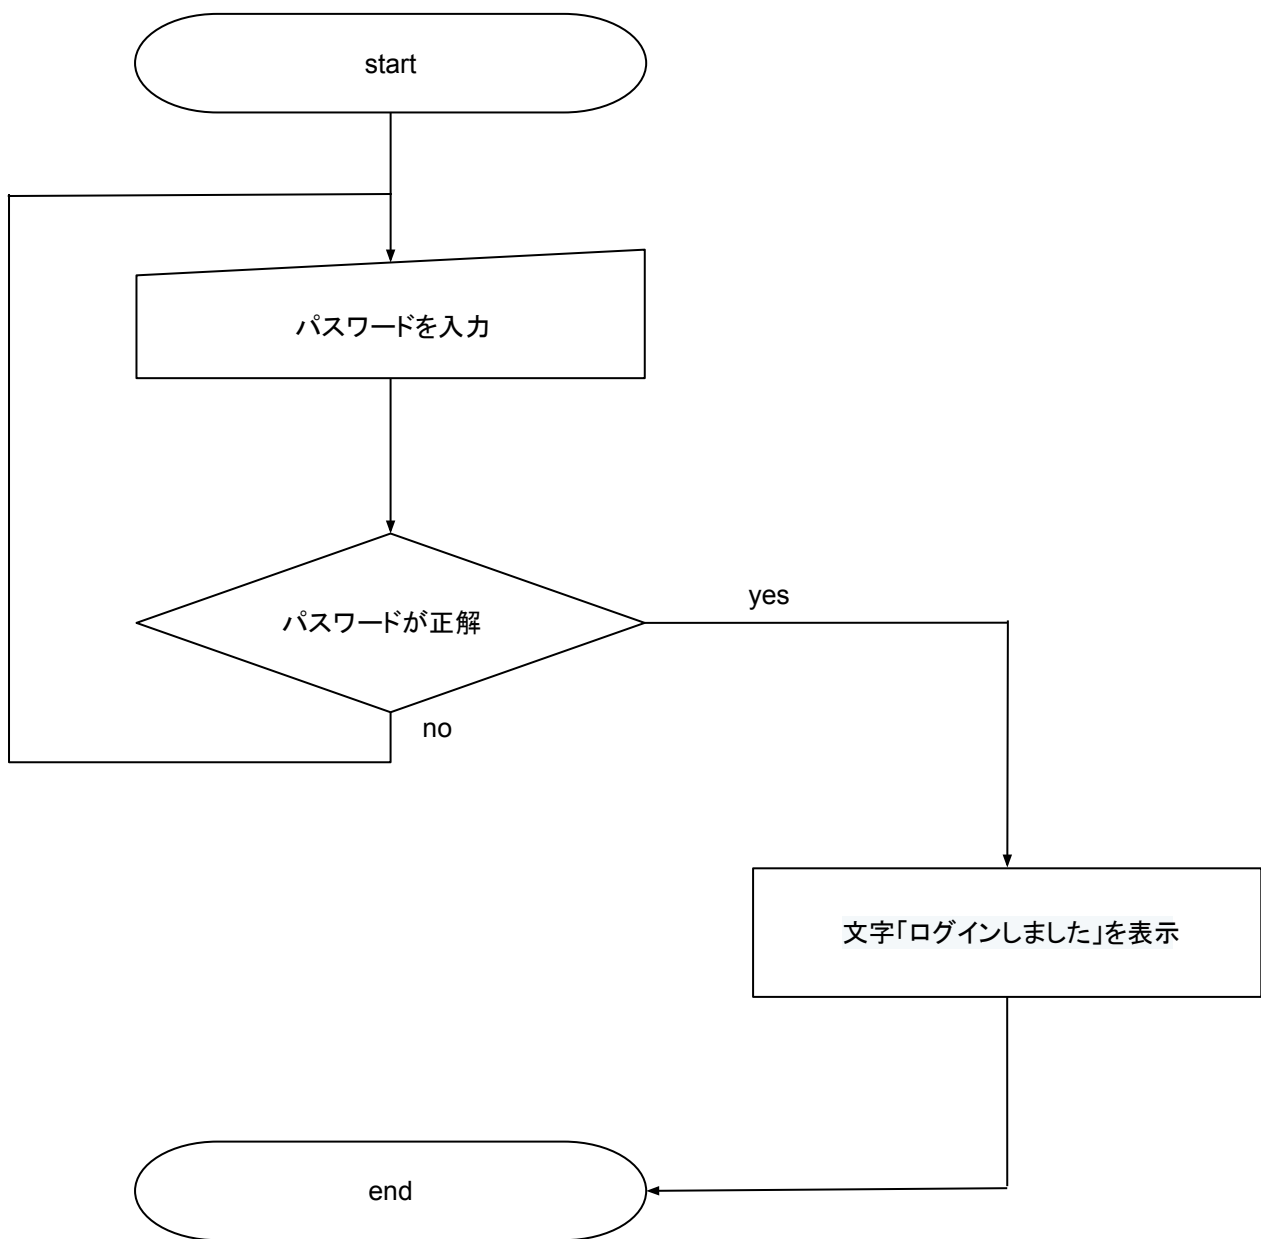 start
パスワードを入力
パスワードが正解
yes
no
文字「ログインしました」を表示
end